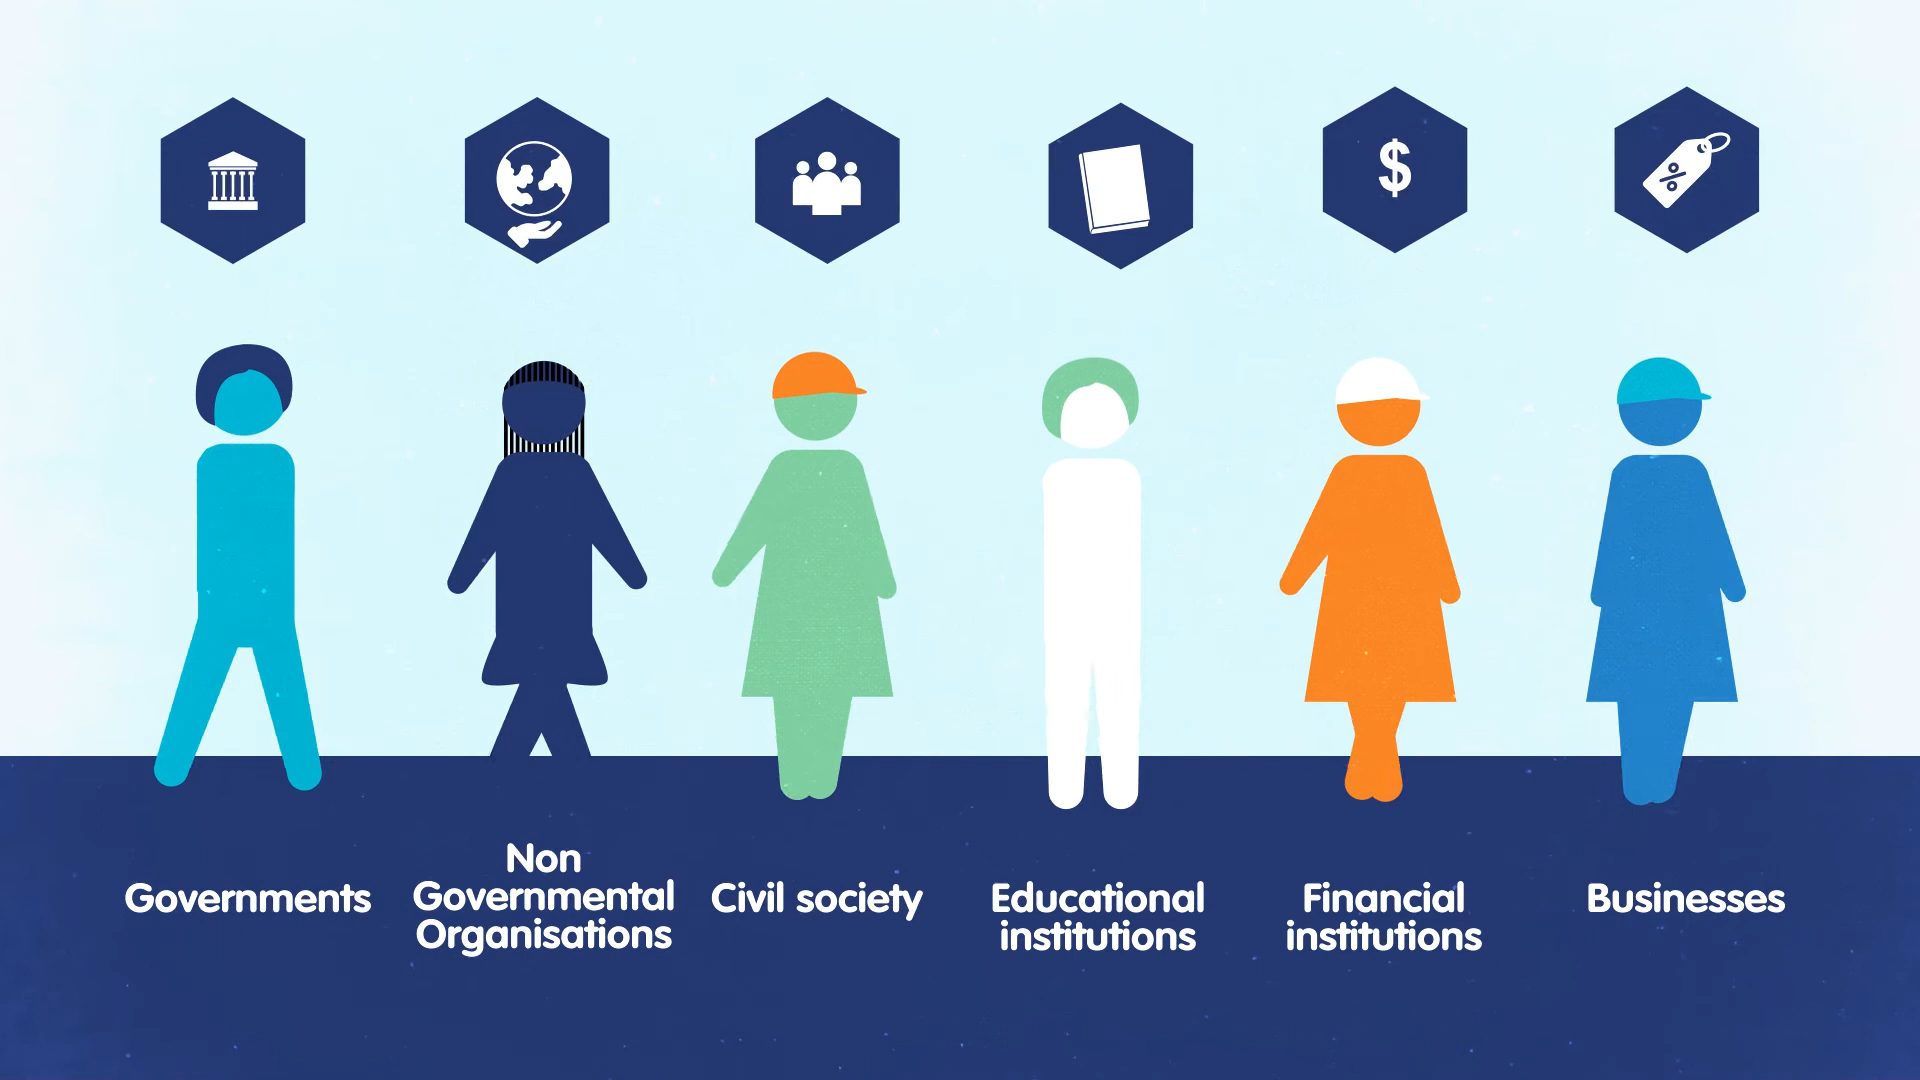 $
%
Governments
Non
Governmental
Organisations
Civil society
Educational
institutions
Financial
institutions
Businesses